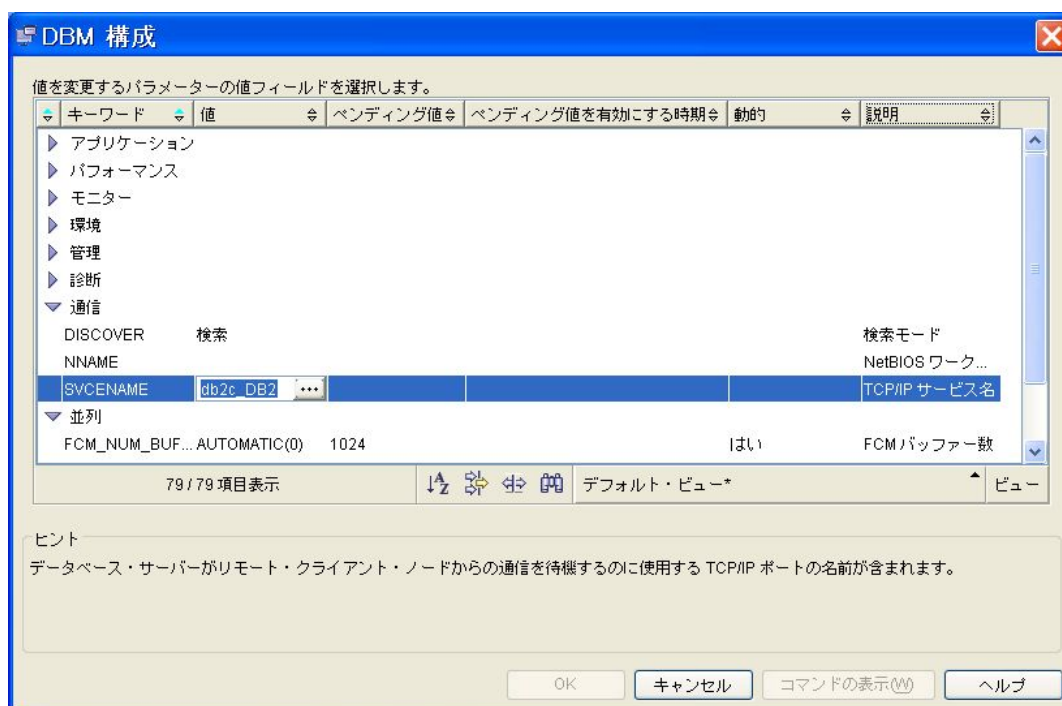 DBM 構成
値を変更するパラメーターの値フィールドを選択します。
キーワード 値 ペンディング値 ペンディング値を有効にする時期 動的 説明
アプリケーション
パフォーマンス
モニター
環境
管理
診断
通信
DISCOVER 検索 検索モード
NNAME NetBIOS ワーク...
SVCENAME db2c_DB2 ... TCP/IP サービス名
並列
FCM_NUM_BUF... AUTOMATIC(0) 1024 はい FCM バッファー数
79 / 79 項目表示 デフォルト・ビュー* ビュー
ヒント
データベース・サーバーがリモート・クライアント・ノードからの通信を待機するのに使用する TCP/IP ポートの名前が含まれます。
OK キャンセル コマンドの表示(W) ヘルプ